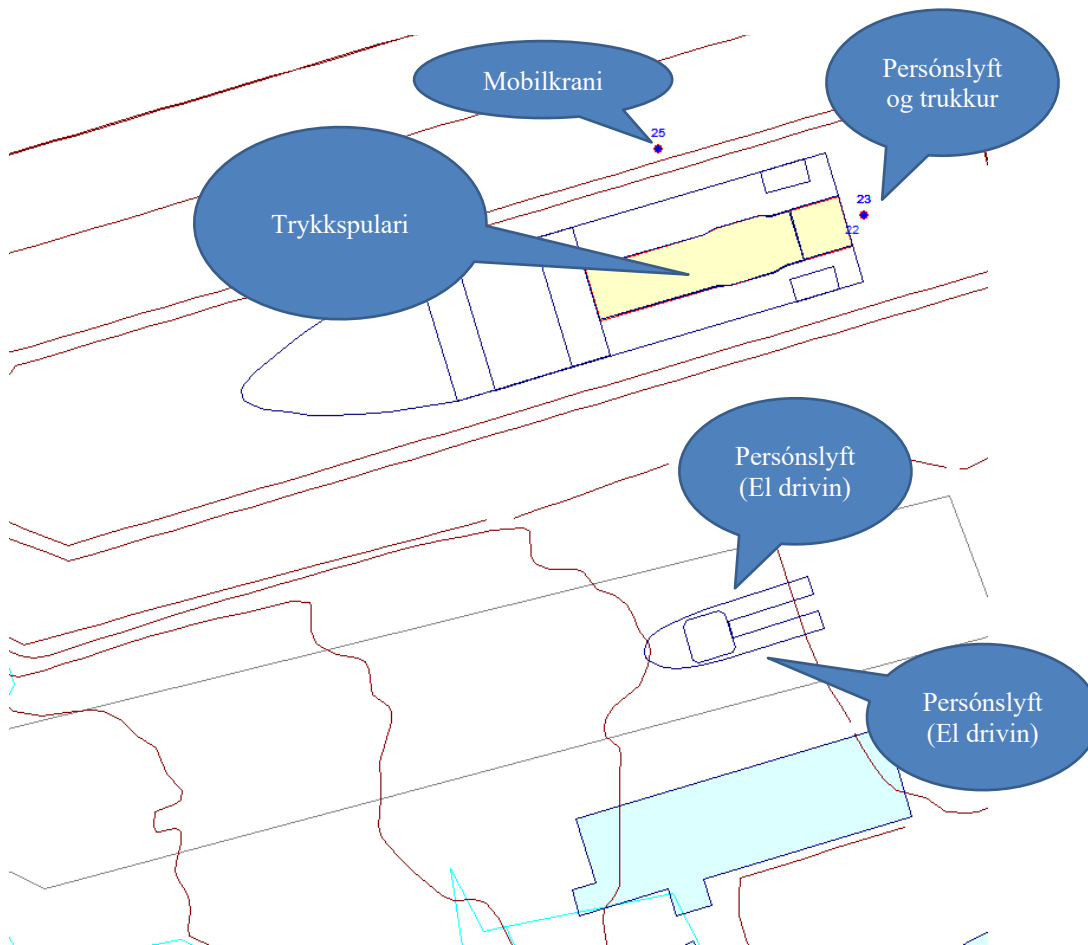 Mobilkrani
Persónslyft
og trukkur
25
Trykkspulari
23
22
Persónslyft
(El drivin)
Persónslyft
(El drivin)